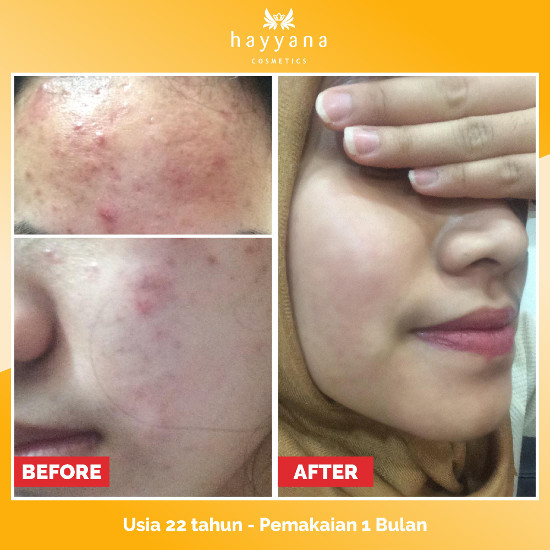 hayyana
COSMETICS
BEFORE
AFTER
Usia 22 tahun - Pemakaian 1 Bulan